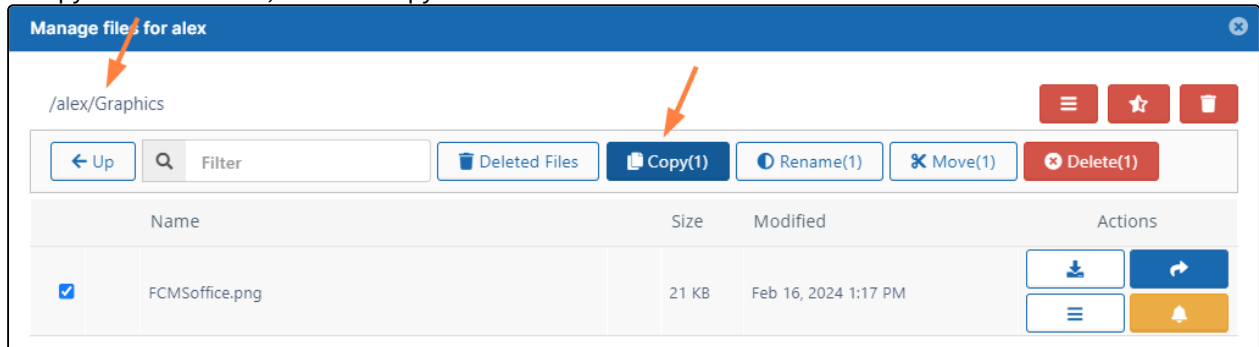 Manage files for alex
/alex/Graphics
Up Filter Deleted Files Copy(1) Rename(1) Move(1) Delete(1)
Name Size Modified Actions
FCMSoffice.png 21 KB Feb 16, 2024 1:17 PM